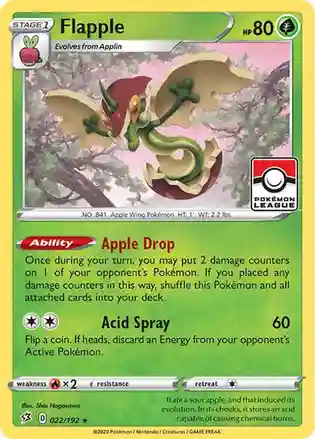 STAGE 1
Flapple
HP 80
Evolves from Applin
POKÉMON
LEAGUE
NO. 841 Apple Wing Pokémon HT: 1' WT: 2.2 lbs.
Ability Apple Drop
Once during your turn, you may put 2 damage counters
on 1 of your opponent's Pokémon. If you placed any
damage counters in this way, shuffle this Pokémon and all
attached cards into your deck.
Acid Spray 60
Flip a coin. If heads, discard an Energy from your opponent's
Active Pokémon.
weakness ×2 resistance retreat
Illus. Shin Nagasawa
D 022/192 ★
It ate a sour apple, and that induced its
evolution. In its cheeks, it stores an acid
capable of causing chemical burns.
©2020 Pokémon / Nintendo / Creatures / GAME FREAK